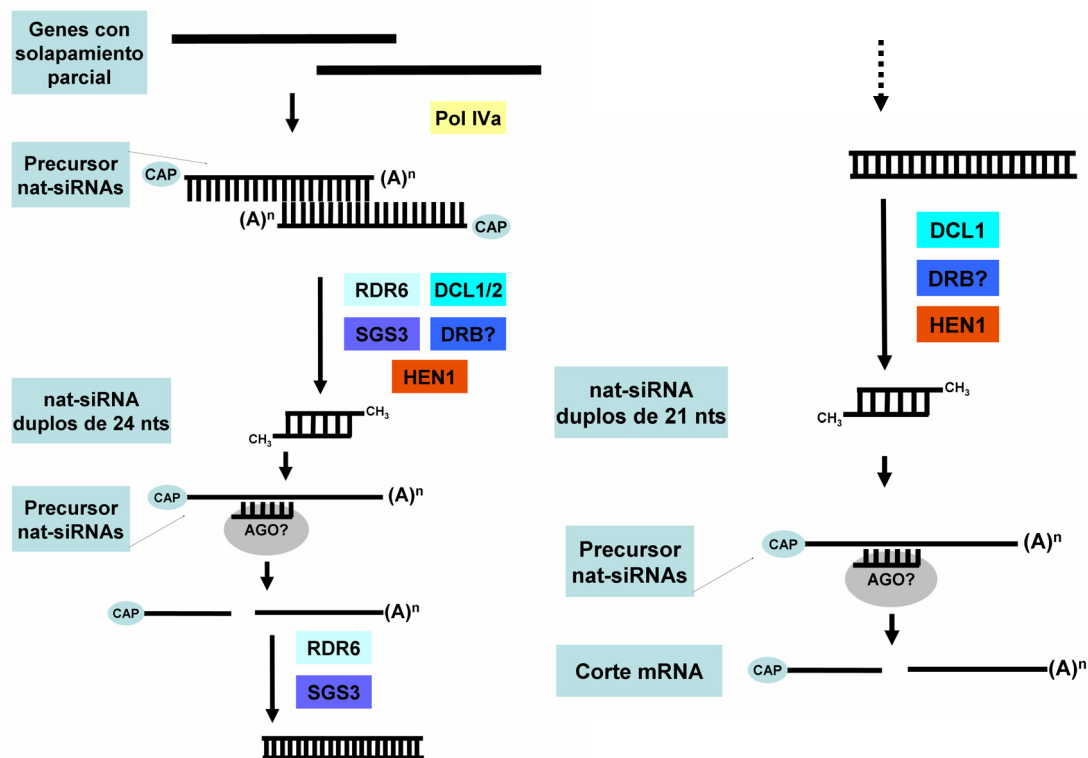 Genes con
solapamiento
parcial
Pol IVa
Precursor
nat-siRNAs
CAP
(A)ⁿ
(A)ⁿ
CAP
RDR6
DCL1/2
SGS3
DRB?
HEN1
nat-siRNA
duplos de 24 nts
CH₃
CH₃
Precursor
nat-siRNAs
CAP
(A)ⁿ
AGO?
CAP
(A)ⁿ
RDR6
SGS3
DCL1
DRB?
HEN1
nat-siRNA
duplos de 21 nts
CH₃
CH₃
Precursor
nat-siRNAs
CAP
(A)ⁿ
AGO?
Corte mRNA
CAP
(A)ⁿ